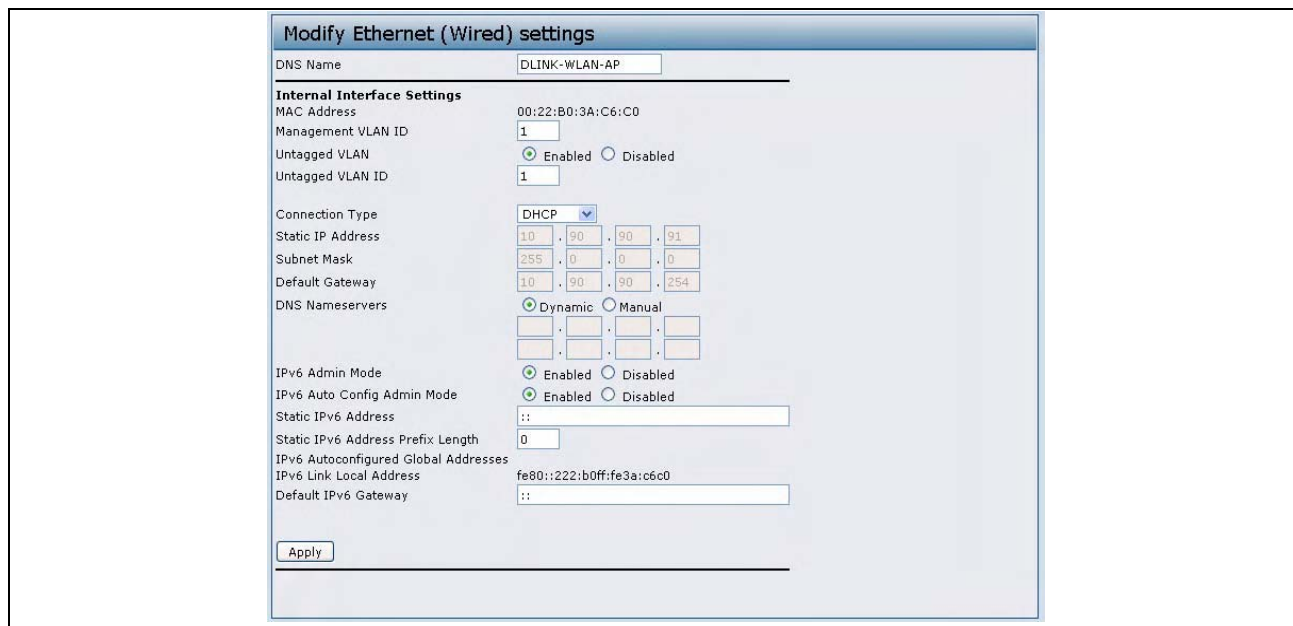 Modify Ethernet (Wired) settings
DNS Name DLINK-WLAN-AP
Internal Interface Settings
MAC Address 00:22:B0:3A:C6:C0
Management VLAN ID 1
Untagged VLAN Enabled Disabled
Untagged VLAN ID 1
Connection Type DHCP
Static IP Address 10 . 90 . 90 . 91
Subnet Mask 255 . 0 . 0 . 0
Default Gateway 10 . 90 . 90 . 254
DNS Nameservers Dynamic Manual
. . .
. . .
IPv6 Admin Mode Enabled Disabled
IPv6 Auto Config Admin Mode Enabled Disabled
Static IPv6 Address ::
Static IPv6 Address Prefix Length 0
IPv6 Autoconfigured Global Addresses
IPv6 Link Local Address fe80::222:b0ff:fe3a:c6c0
Default IPv6 Gateway ::
Apply